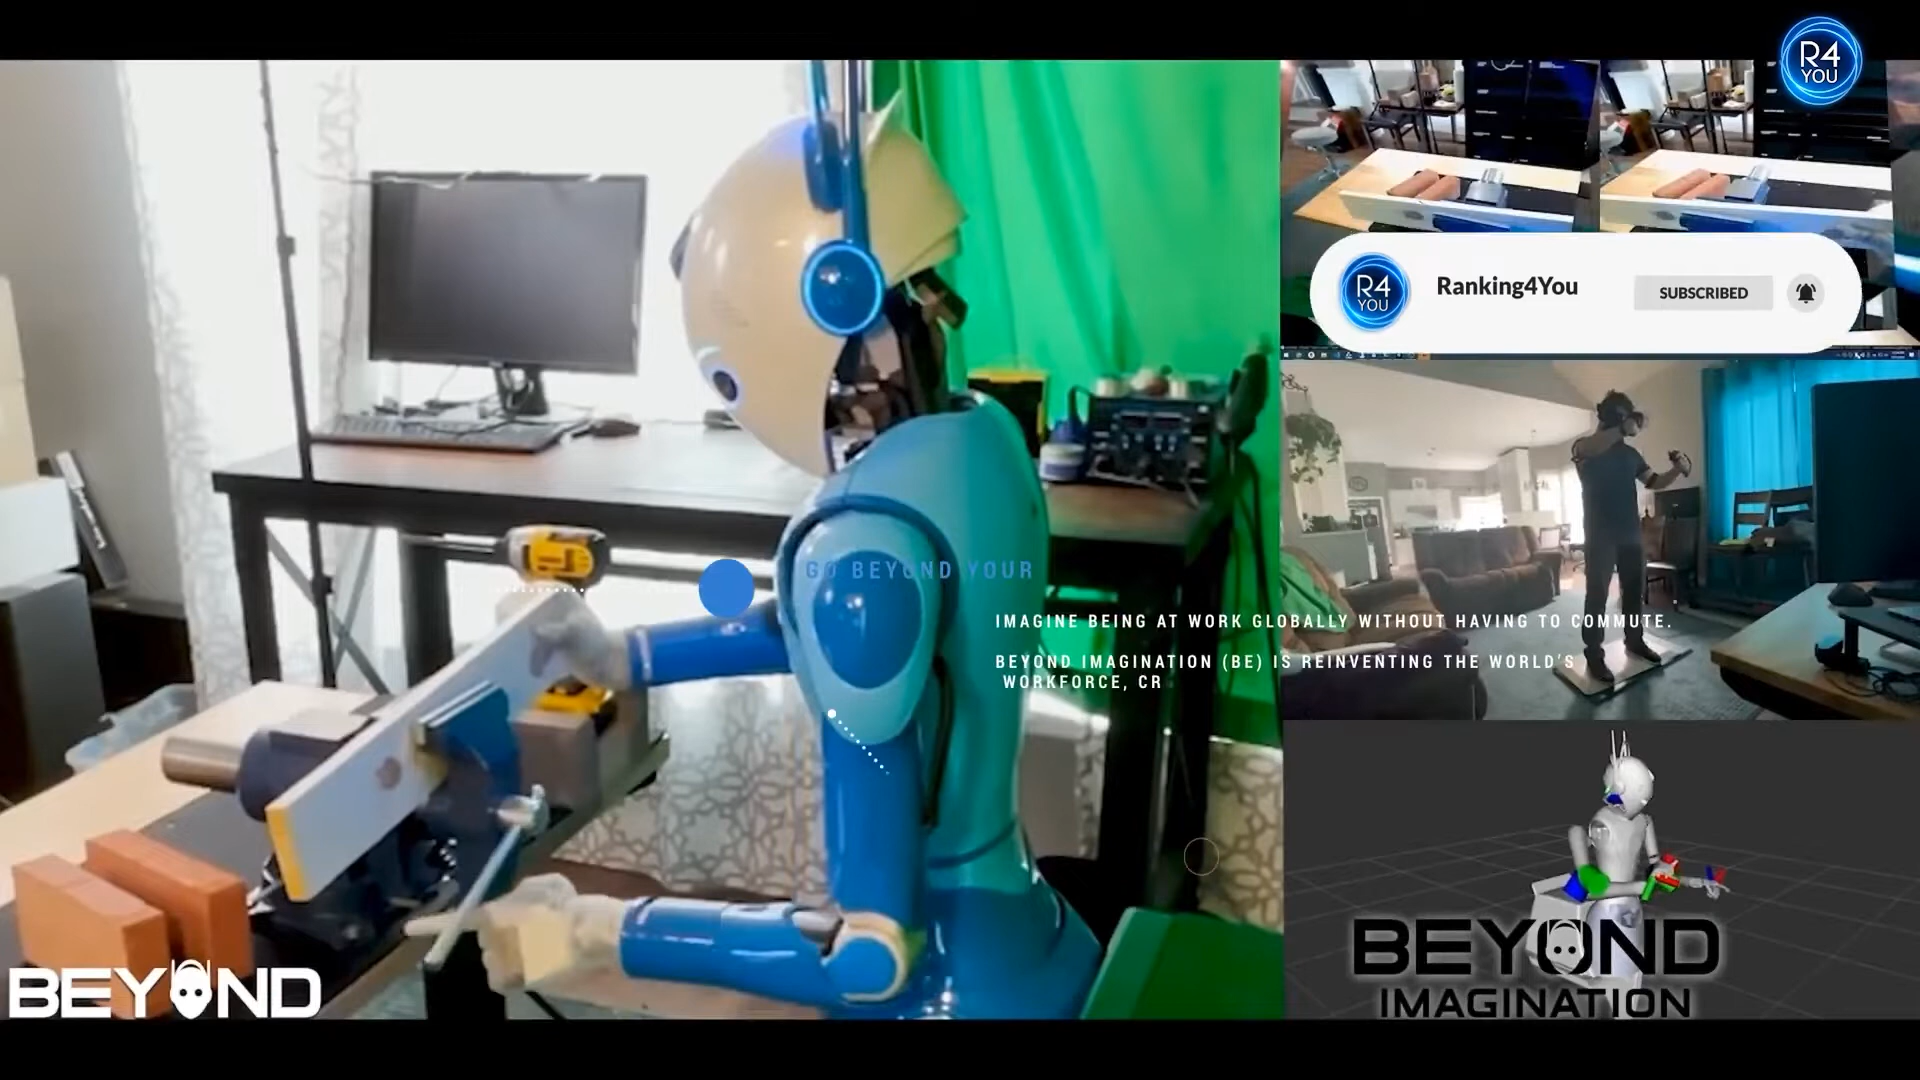 R4
YOU
R4
YOU
Ranking4You
SUBSCRIBED
GO BEYOND YOUR
IMAGINE BEING AT WORK GLOBALLY WITHOUT HAVING TO COMMUTE.
BEYOND IMAGINATION (BE) IS REINVENTING THE WORLD'S
WORKFORCE, CR
BEYOND
BEYOND
IMAGINATION